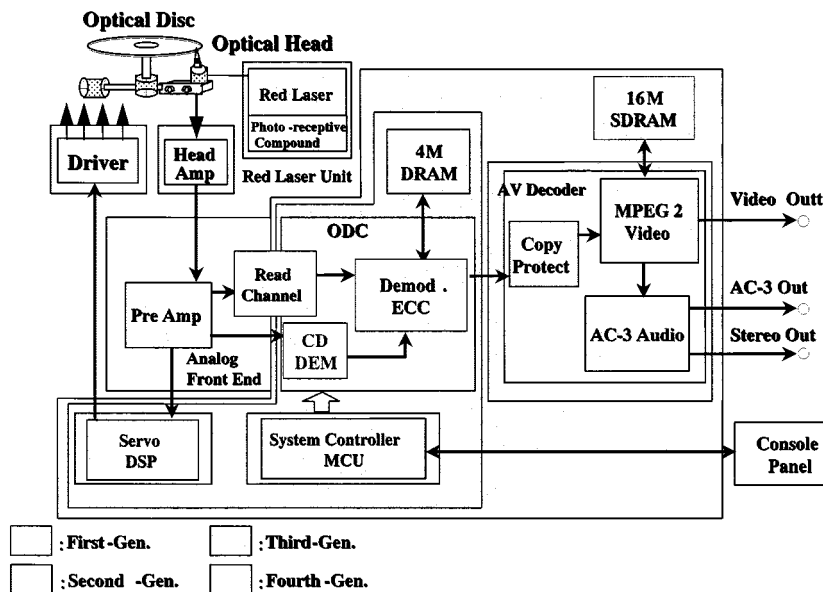 Optical Disc
Optical Head
Red Laser
Photo -receptive
Compound
Red Laser Unit
Driver
Head
Amp
4M
DRAM
16M
SDRAM
AV Decoder
MPEG 2
Video
Video Outt
Copy
Protect
ODC
Read
Channel
Demod .
ECC
Pre Amp
CD
DEM
Analog
Front End
AC-3 Audio
AC-3 Out
Stereo Out
Servo
DSP
System Controller
MCU
Console
Panel
: First-Gen.
: Third-Gen.
: Second -Gen.
: Fourth-Gen.